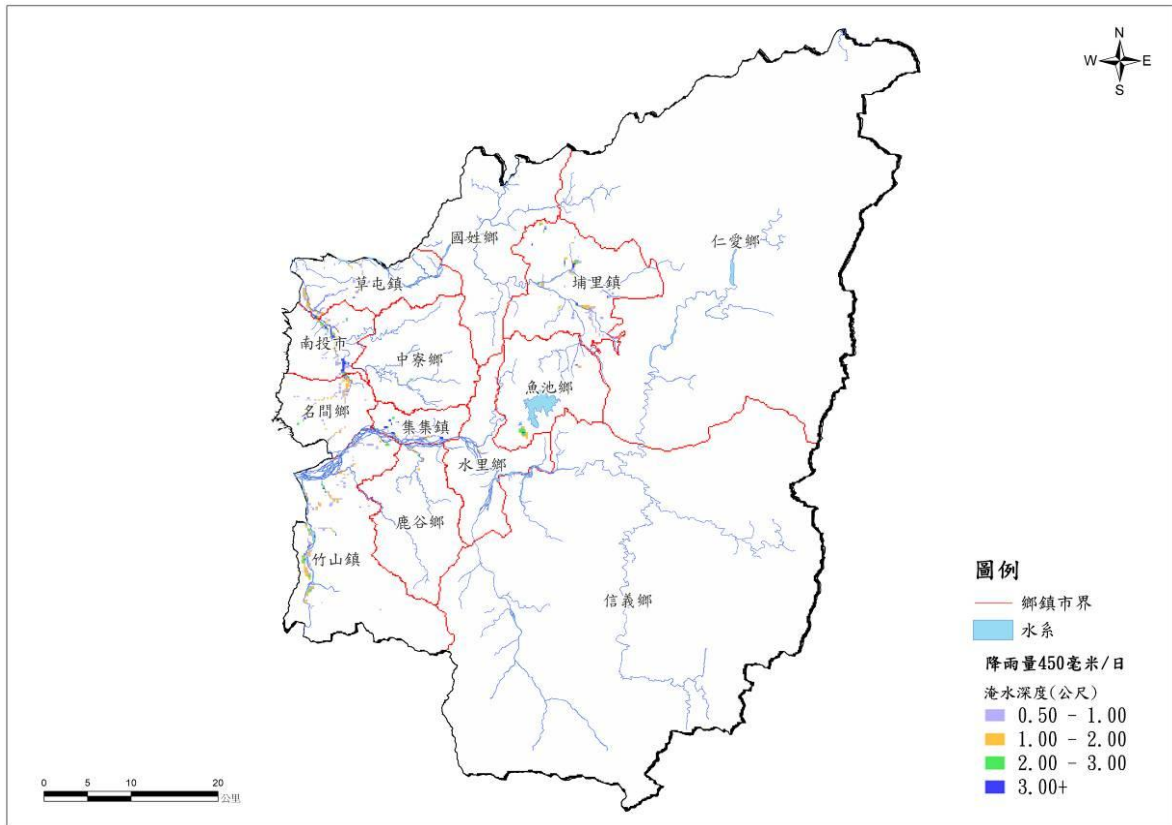 N
W E
S
國姓鄉
仁愛鄉
草屯鎮
埔里鎮
南投市
中寮鄉
魚池鄉
名間鄉
集集鎮
水里鄉
鹿谷鄉
竹山鎮
信義鄉
圖例
鄉鎮市界
水系
降雨量450毫米/日
淹水深度(公尺)
0.50 - 1.00
1.00 - 2.00
2.00 - 3.00
3.00+
0 5 10 20
公里